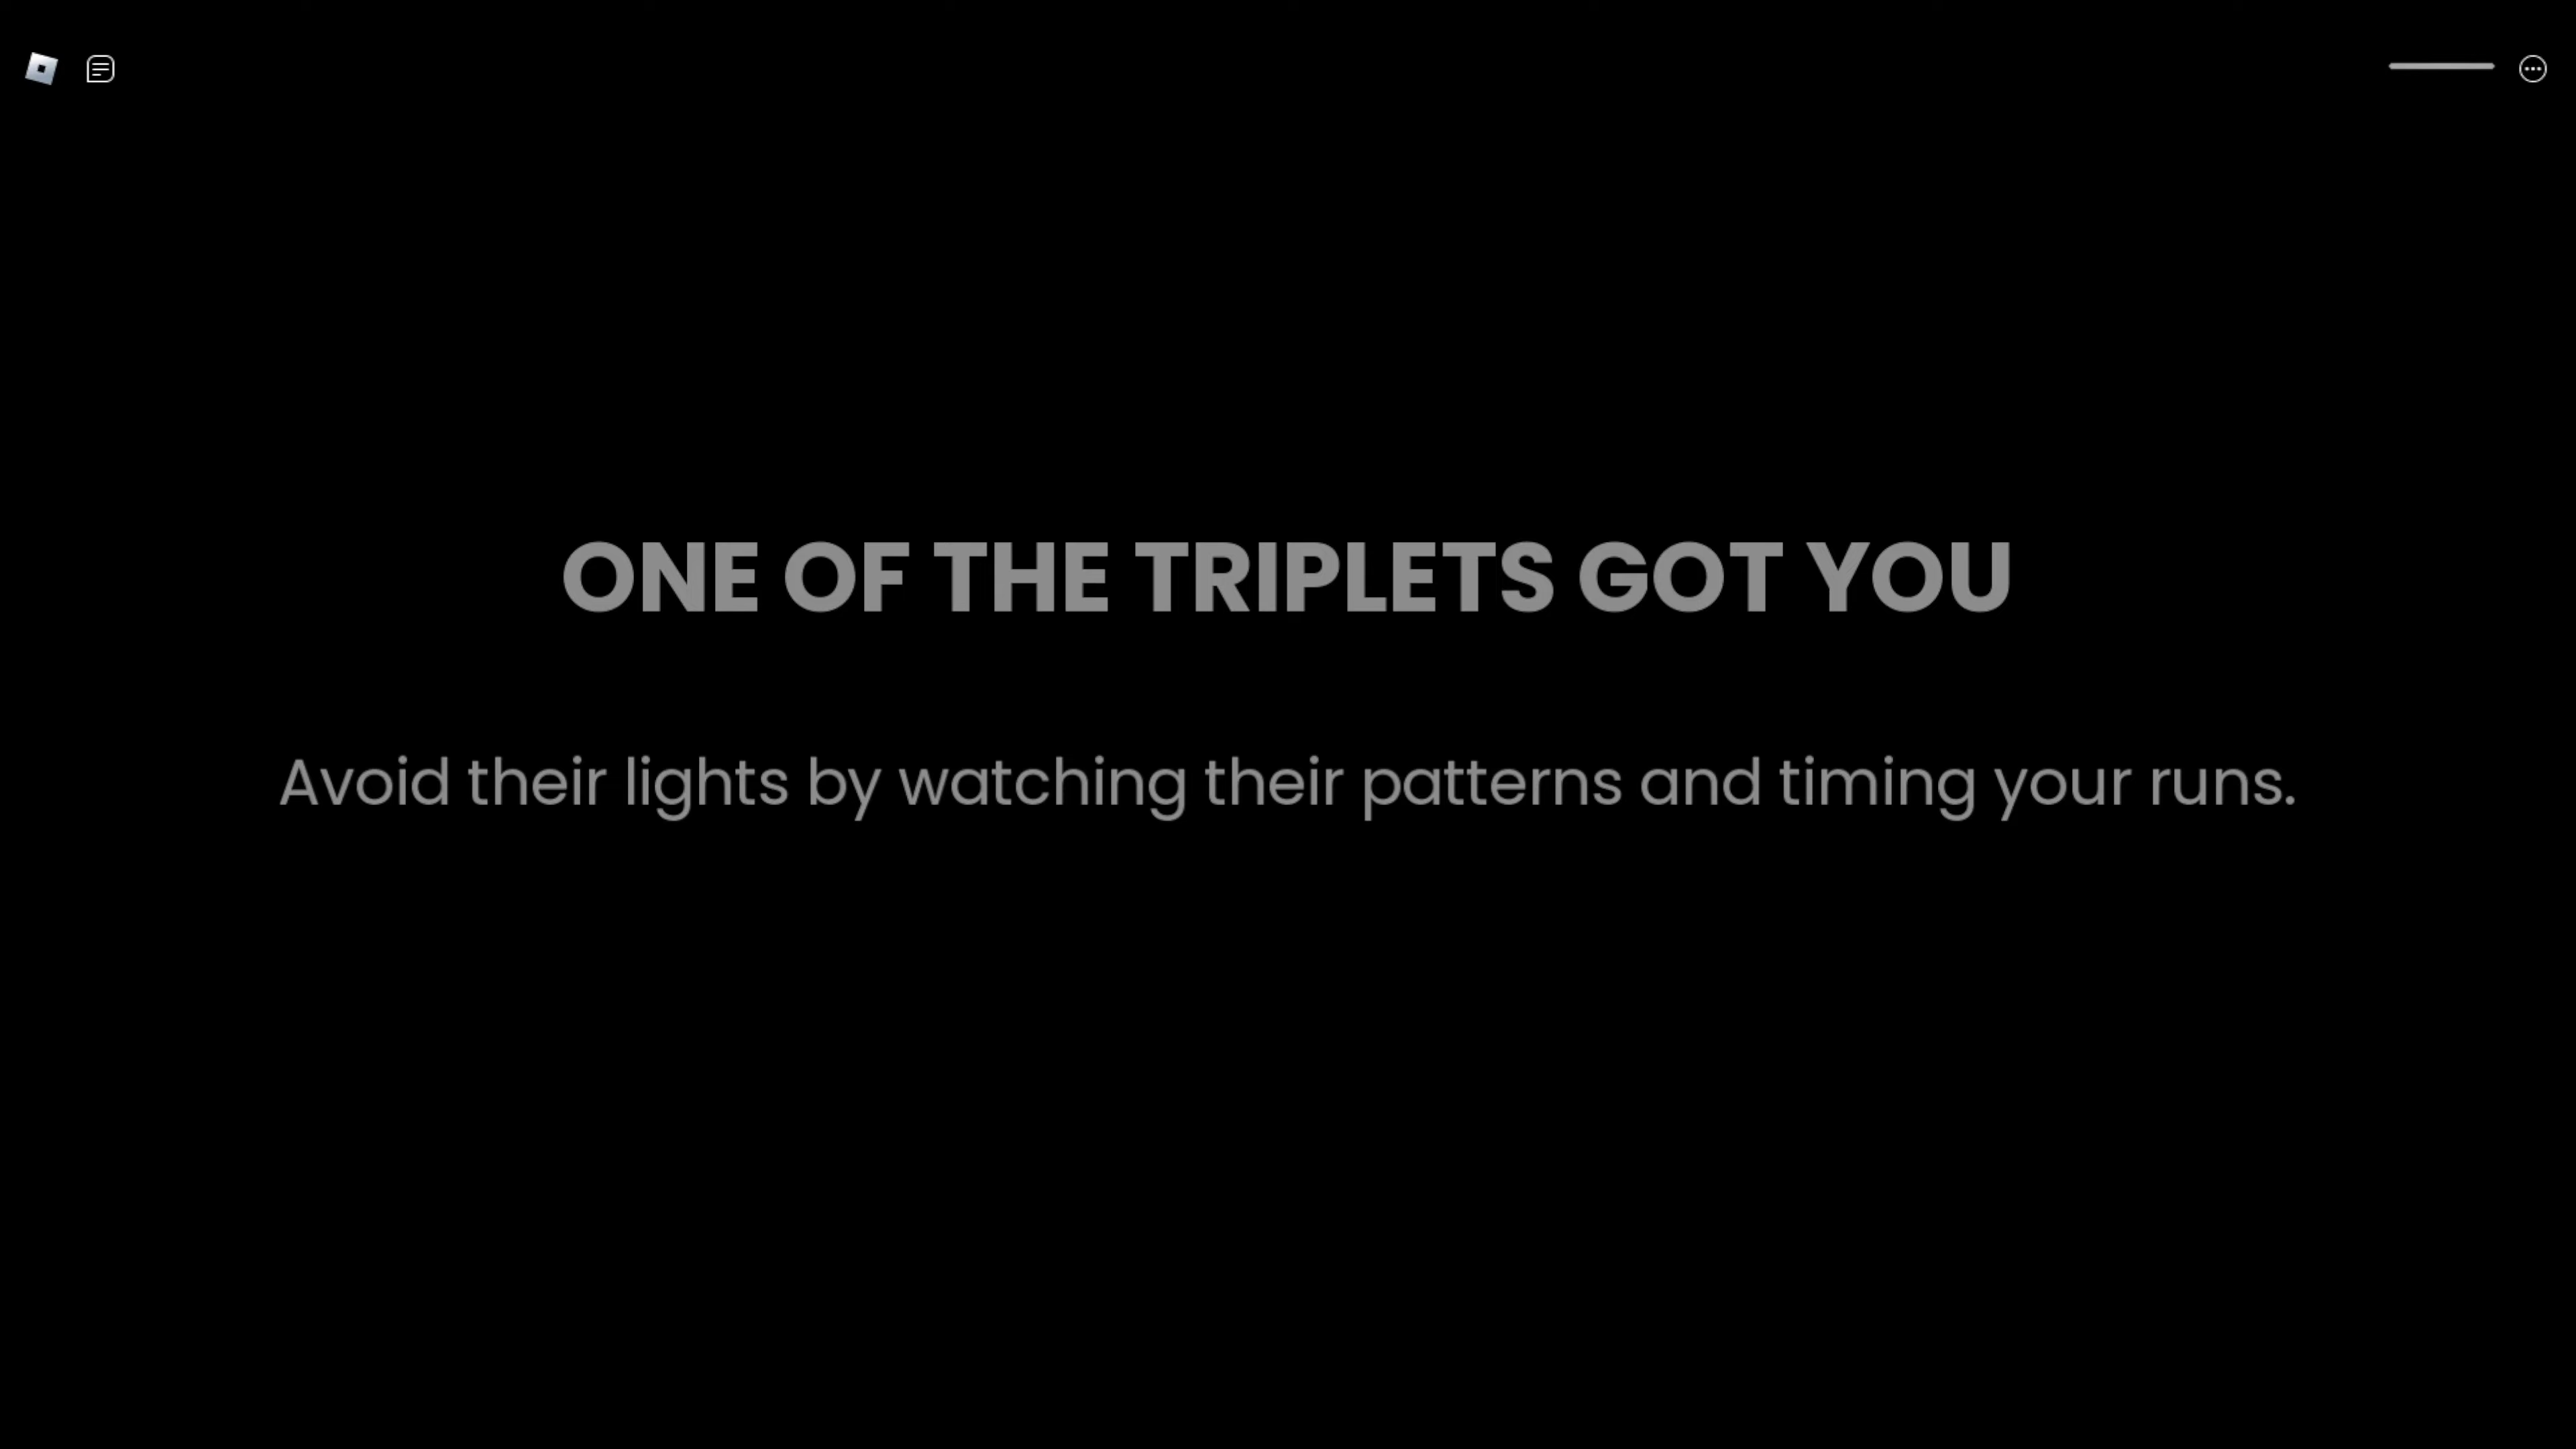 ONE OF THE TRIPLETS GOT YOU
Avoid their lights by watching their patterns and timing your runs.